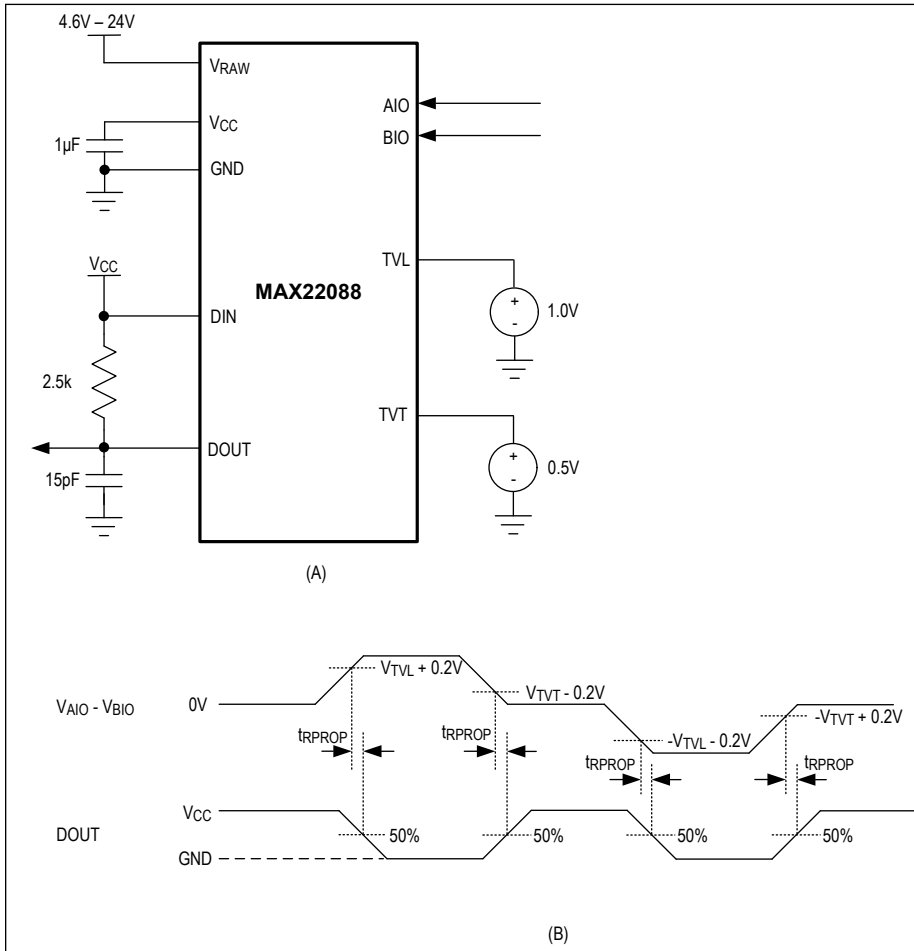 4.6V – 24V
VRAW
AIO
VCC
BIO
1µF
GND
VCC
TVL
MAX22088
DIN
+
-
1.0V
2.5k
TVT
DOUT
+
-
0.5V
15pF
(A)
VTVL + 0.2V
VTVT - 0.2V
VAIO - VBIO
0V
-VTVT + 0.2V
-VTVL - 0.2V
tRPROP
tRPROP
tRPROP
tRPROP
VCC
DOUT
50%
50%
50%
50%
GND
(B)